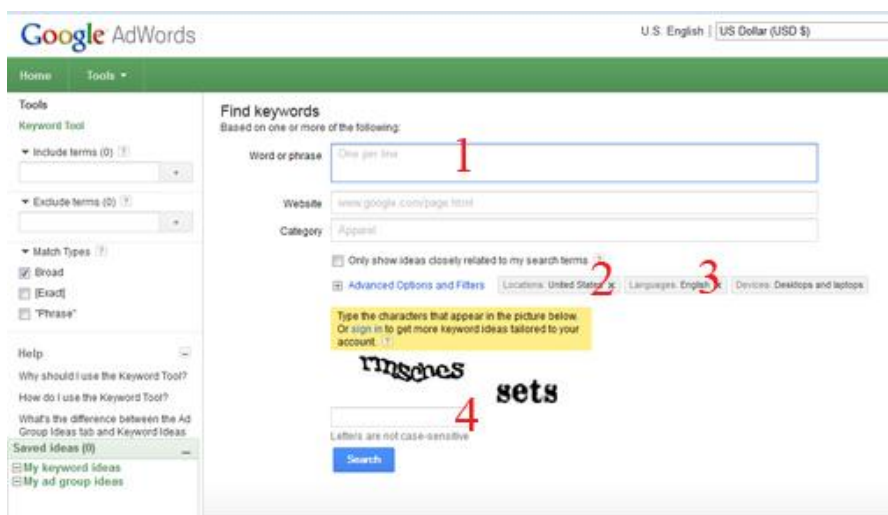 Google AdWords
U.S. English | US Dollar (USD $)
Home Tools
Tools
Keyword Tool
Include terms (0) ?
Exclude terms (0) ?
Match Types ?
Broad
[Exact]
"Phrase"
Help
Why should I use the Keyword Tool?
How do I use the Keyword Tool?
What's the difference between the Ad
Group Ideas tab and Keyword Ideas
Saved ideas (0)
My keyword ideas
My ad group ideas
Find keywords
Based on one or more of the following:
Word or phrase One per line 1
Website www.google.com/page.html
Category Apparel
Only show ideas closely related to my search terms ?
Advanced Options and Filters Locations: United States x 2 Languages: English x 3 Devices: Desktops and laptops
Type the characters that appear in the picture below.
Or sign in to get more keyword ideas tailored to your
account. ?
sets
4
Letters are not case-sensitive
Search